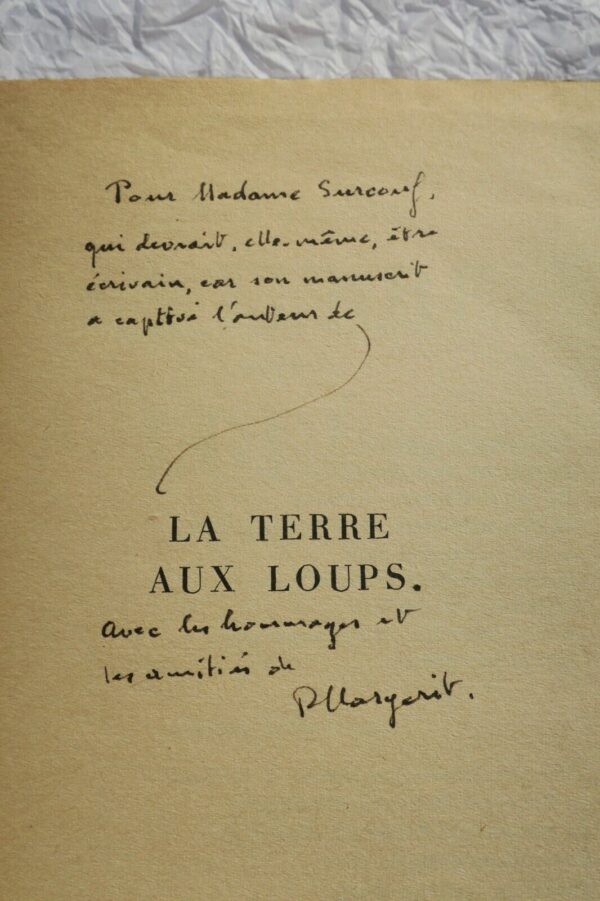 Pour Madame Surcouf,
qui devrait, elle-même, être
écrivain, car son manuscrit
a captivé l'auteur de
LA TERRE
AUX LOUPS.
Avec les hommages et
les amitiés de
R Margerit.